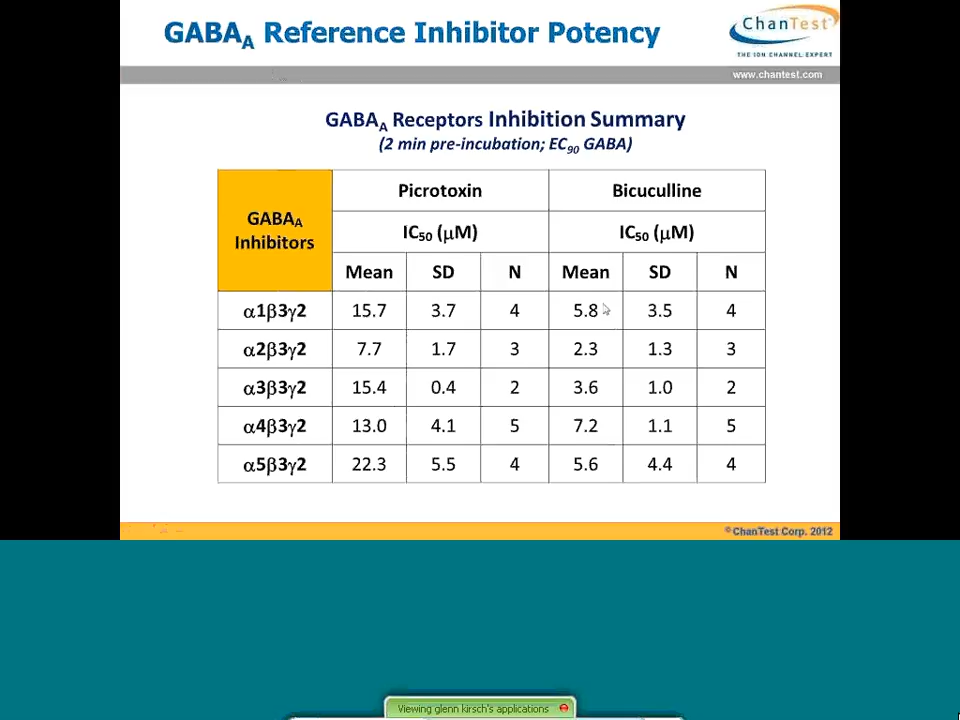 GABA_A Reference Inhibitor Potency
ChanTest
THE ION CHANNEL EXPERT
www.chantest.com
GABA_A Receptors Inhibition Summary
(2 min pre-incubation; EC90 GABA)
GABA_A Inhibitors
Picrotoxin Bicuculline
IC50 (μM) IC50 (μM)
Mean SD N Mean SD N
α1β3γ2 15.7 3.7 4 5.8 3.5 4
α2β3γ2 7.7 1.7 3 2.3 1.3 3
α3β3γ2 15.4 0.4 2 3.6 1.0 2
α4β3γ2 13.0 4.1 5 7.2 1.1 5
α5β3γ2 22.3 5.5 4 5.6 4.4 4
© ChanTest Corp. 2012
Viewing glenn kirsch's applications